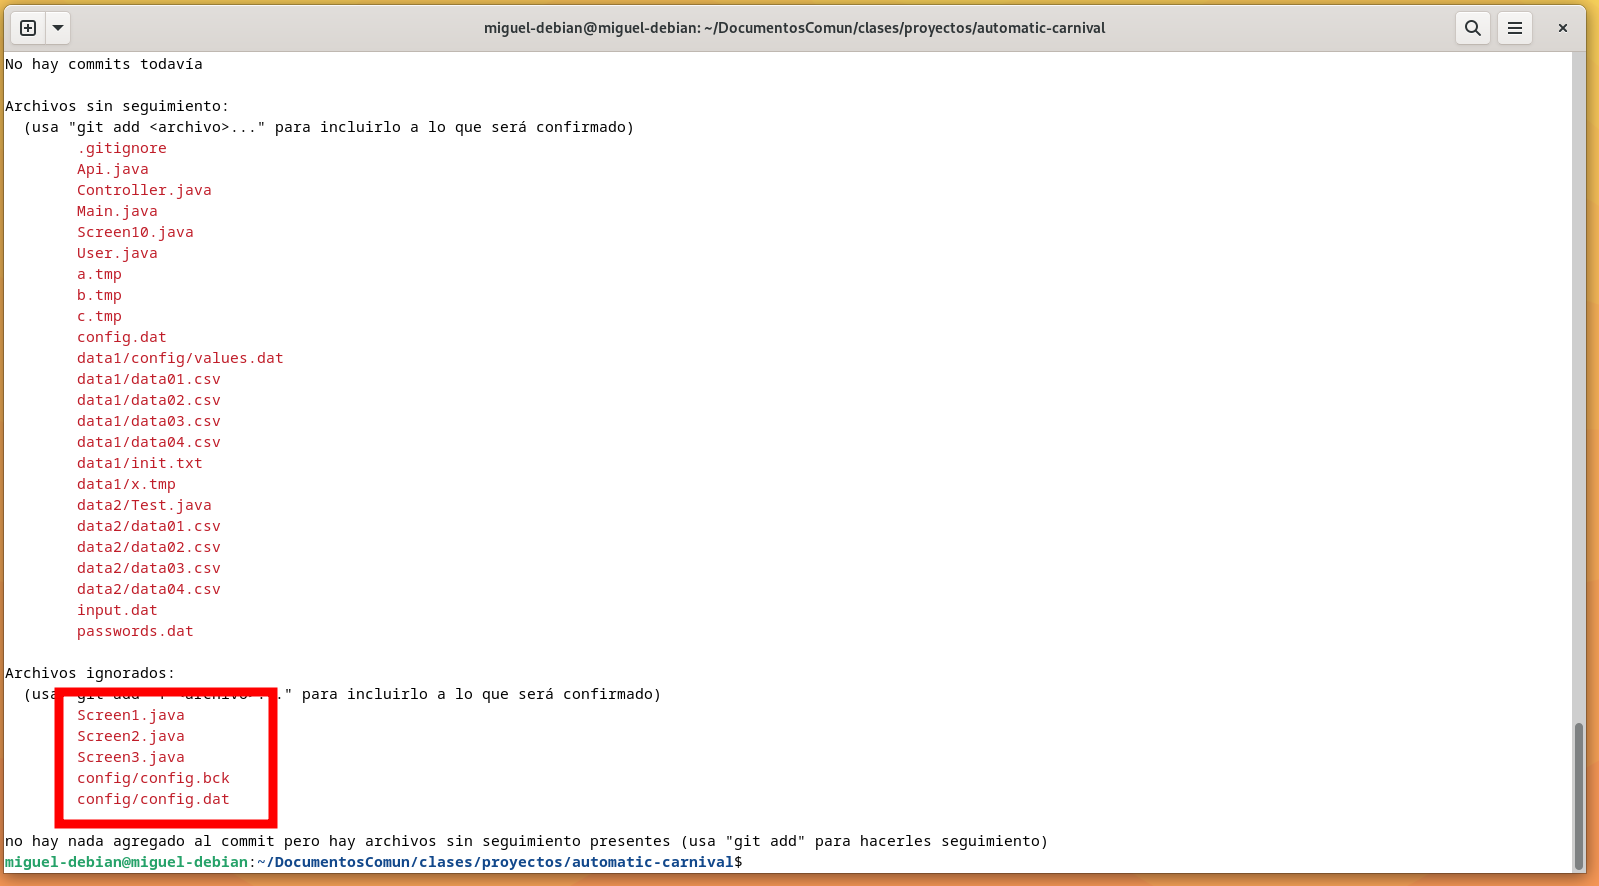 miguel-debian@miguel-debian: ~/DocumentosComun/clases/proyectos/automatic-carnival
No hay commits todavía
Archivos sin seguimiento:
(usa "git add <archivo>..." para incluirlo a lo que será confirmado)
.gitignore
Api.java
Controller.java
Main.java
Screen10.java
User.java
a.tmp
b.tmp
c.tmp
config.dat
data1/config/values.dat
data1/data01.csv
data1/data02.csv
data1/data03.csv
data1/data04.csv
data1/init.txt
data1/x.tmp
data2/Test.java
data2/data01.csv
data2/data02.csv
data2/data03.csv
data2/data04.csv
input.dat
passwords.dat
Archivos ignorados:
(usa "git add -f <archivo>..." para incluirlo a lo que será confirmado)
Screen1.java
Screen2.java
Screen3.java
config/config.bck
config/config.dat
no hay nada agregado al commit pero hay archivos sin seguimiento presentes (usa "git add" para hacerles seguimiento)
miguel-debian@miguel-debian:~/DocumentosComun/clases/proyectos/automatic-carnival$